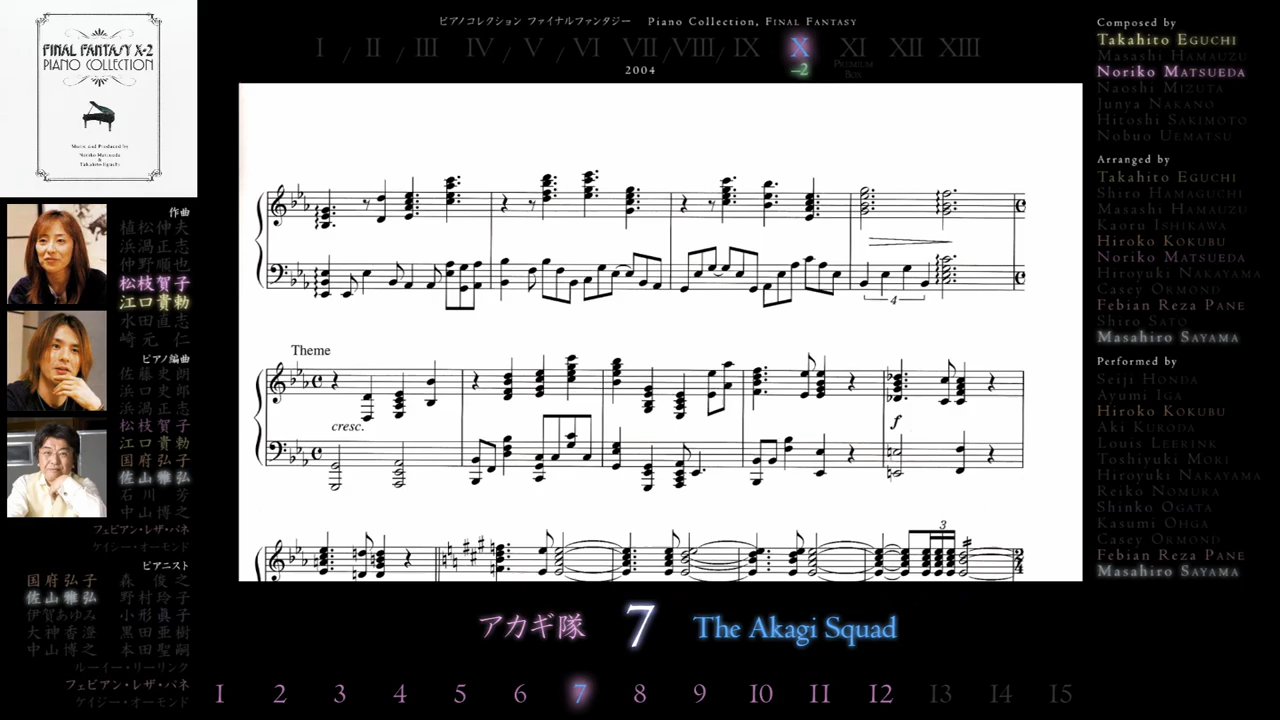 ピアノコレクション ファイナルファンタジー Piano Collection, FINAL FANTASY
I / II / III IV / V / VI VII / VIII / IX X XI XII XIII
–2
PREMIUM
BOX
2004
FINAL FANTASY X-2
PIANO COLLECTION
Music and Produced by
Noriko Matsueda
&
Takahito Eguchi
作曲
植松伸夫
浜渦正志
仲野順也
松枝賀子
江口貴勅
水田直志
崎元 仁
ピアノ編曲
佐藤史朗
浜口史郎
浜渦正志
松枝賀子
江口貴勅
国府弘子
佐山雅弘
石川 芳
中山博之
フェビアン・レザ・パネ
ケイシー・オーモンド
ピアニスト
国府弘子 森 俊之
佐山雅弘 野村玲子
伊賀あゆみ 小形眞子
大神香澄 黒田亜樹
中山博之 本田聖嗣
ルーイー・リーリンク
フェビアン・レザ・パネ
ケイジー・オーモンド
4
Theme
cresc.
f
3
2
4
Composed by
Takahito EGUCHI
Masashi HAMAUZU
Noriko MATSUEDA
Naoshi MIZUTA
Junya NAKANO
Hitoshi SAKIMOTO
Nobuo UEMATSU
Arranged by
Takahito EGUCHI
Shiro HAMAGUCHI
Masashi HAMAUZU
Kaoru ISHIKAWA
Hiroko KOKUBU
Noriko MATSUEDA
Hiroyuki NAKAYAMA
Casey ORMOND
Febian Reza PANE
Shiro SATO
Masahiro SAYAMA
Performed by
Seiji HONDA
Ayumi IGA
Hiroko KOKUBU
Aki KURODA
Louis LEERINK
Toshiyuki MORI
Hiroyuki NAKAYAMA
Reiko NOMURA
Shinko OGATA
Kasumi OHGA
Casey ORMOND
Febian Reza PANE
Masahiro SAYAMA
アカギ隊 7 The Akagi Squad
1 2 3 4 5 6 7 8 9 10 11 12 13 14 15